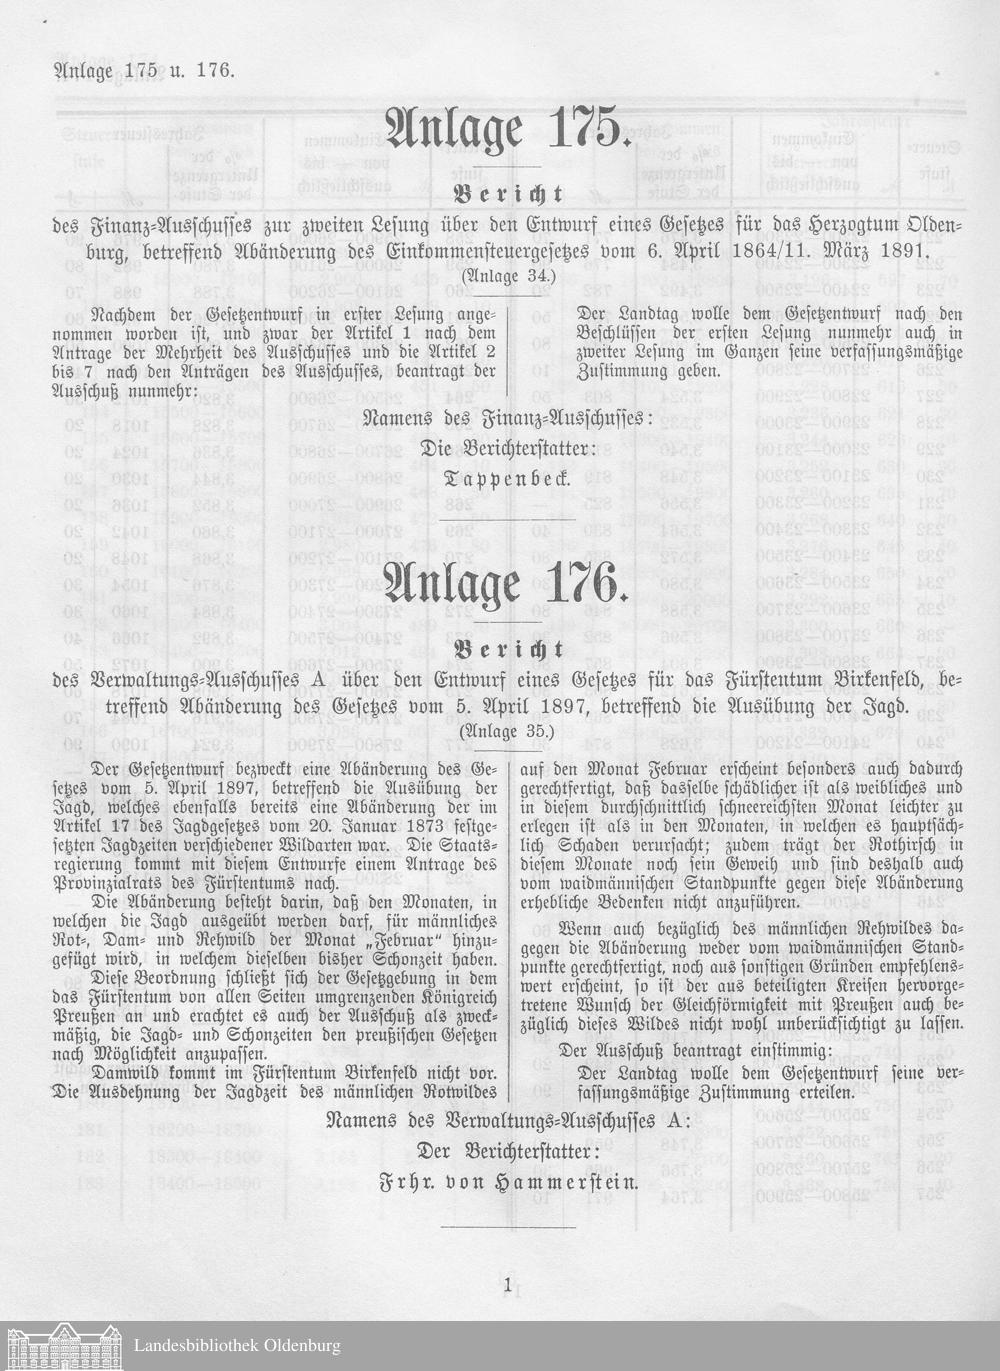 Anlage 175 u. 176.
Anlage 175.
Bericht
des Finanz-Ausschusses zur zweiten Lesung über den Entwurf eines Gesetzes für das Herzogtum Olden-
burg, betreffend Abänderung des Einkommensteuergesetzes vom 6. April 1864/11. März 1891.
(Anlage 34.)
Nachdem der Gesetzentwurf in erster Lesung ange-
nommen worden ist, und zwar der Artikel 1 nach dem
Antrage der Mehrheit des Ausschusses und die Artikel 2
bis 7 nach den Anträgen des Ausschusses, beantragt der
Ausschuß nunmehr:
Der Landtag wolle dem Gesetzentwurf nach den
Beschlüssen der ersten Lesung nunmehr auch in
zweiter Lesung im Ganzen seine verfassungsmäßige
Zustimmung geben.
Namens des Finanz-Ausschusses:
Die Berichterstatter:
Tappenbeck.
Anlage 176.
Bericht
des Verwaltungs-Ausschusses A über den Entwurf eines Gesetzes für das Fürstentum Birkenfeld, be-
treffend Abänderung des Gesetzes vom 5. April 1897, betreffend die Ausübung der Jagd.
(Anlage 35.)
Der Gesetzentwurf bezweckt eine Abänderung des Ge-
setzes vom 5. April 1897, betreffend die Ausübung der
Jagd, welches ebenfalls bereits eine Abänderung der im
Artikel 17 des Jagdgesetzes vom 20. Januar 1873 festge-
setzten Jagdzeiten verschiedener Wildarten war. Die Staats-
regierung kommt mit diesem Entwurfe einem Antrage des
Provinzialrats des Fürstentums nach.
Die Abänderung besteht darin, daß den Monaten, in
welchen die Jagd ausgeübt werden darf, für männliches
Rot-, Dam- und Rehwild der Monat „Februar" hinzu-
gefügt wird, in welchem dieselben bisher Schonzeit haben.
Diese Beordnung schließt sich der Gesetzgebung in dem
das Fürstentum von allen Seiten umgrenzenden Königreich
Preußen an und erachtet es auch der Ausschuß als zweck-
mäßig, die Jagd- und Schonzeiten den preußischen Gesetzen
nach Möglichkeit anzupassen.
Damwild kommt im Fürstentum Birkenfeld nicht vor.
Die Ausdehnung der Jagdzeit des männlichen Rotwildes
auf den Monat Februar erscheint besonders auch dadurch
gerechtfertigt, daß dasselbe schädlicher ist als weibliches und
in diesem durchschnittlich schneereichsten Monat leichter zu
erlegen ist als in den Monaten, in welchen es hauptsäch-
lich Schaden verursacht; zudem trägt der Rothirsch in
diesem Monate noch sein Geweih und sind deshalb auch
vom waidmännischen Standpunkte gegen diese Abänderung
erhebliche Bedenken nicht anzuführen.
Wenn auch bezüglich des männlichen Rehwildes da-
gegen die Abänderung weder vom waidmännischen Stand-
punkte gerechtfertigt, noch aus sonstigen Gründen empfehlens-
wert erscheint, so ist der aus beteiligten Kreisen hervorge-
tretene Wunsch der Gleichförmigkeit mit Preußen auch be-
züglich dieses Wildes nicht wohl unberücksichtigt zu lassen.
Der Ausschuß beantragt einstimmig:
Der Landtag wolle dem Gesetzentwurf seine ver-
fassungsmäßige Zustimmung erteilen.
Namens des Verwaltungs-Ausschusses A:
Der Berichterstatter:
Frhr. von Hammerstein.
1
Landesbibliothek Oldenburg